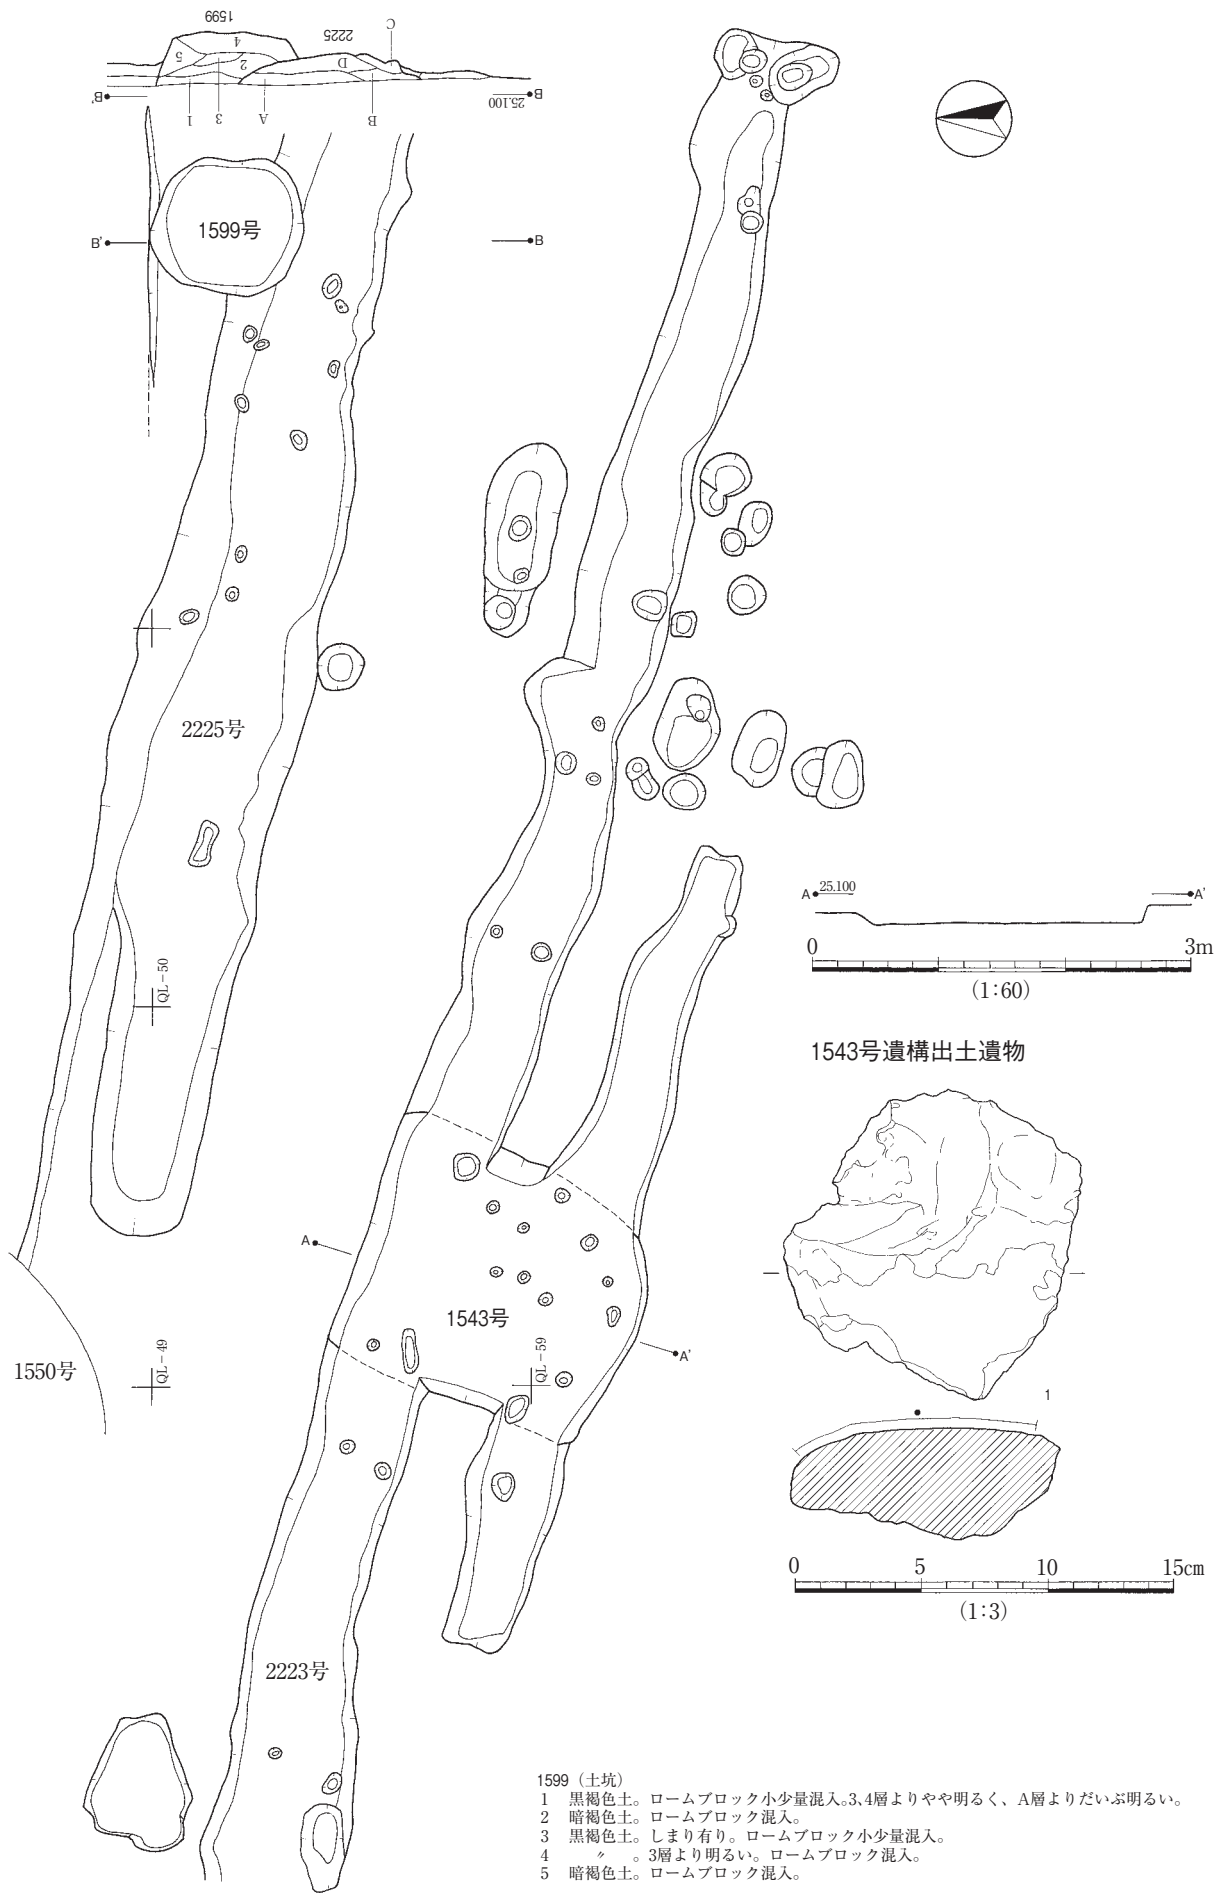 1599
2225
C
5
4
2
D
B'
1
3
A
B
25.100
B
1599号
B'
B
2225号
QL-50
A
25.100
A'
0
3m
(1:60)
1543号遺構出土遺物
A
1543号
A'
QL-59
1550号
QL-49
1
0
5
10
15cm
(1:3)
2223号
1599（土坑）
1 黒褐色土。ロームブロック小少量混入。3、4層よりやや明るく、A層よりだいぶ明るい。
2 暗褐色土。ロームブロック混入。
3 黒褐色土。しまり有り。ロームブロック小少量混入。
4 〃 。3層より明るい。ロームブロック混入。
5 暗褐色土。ロームブロック混入。